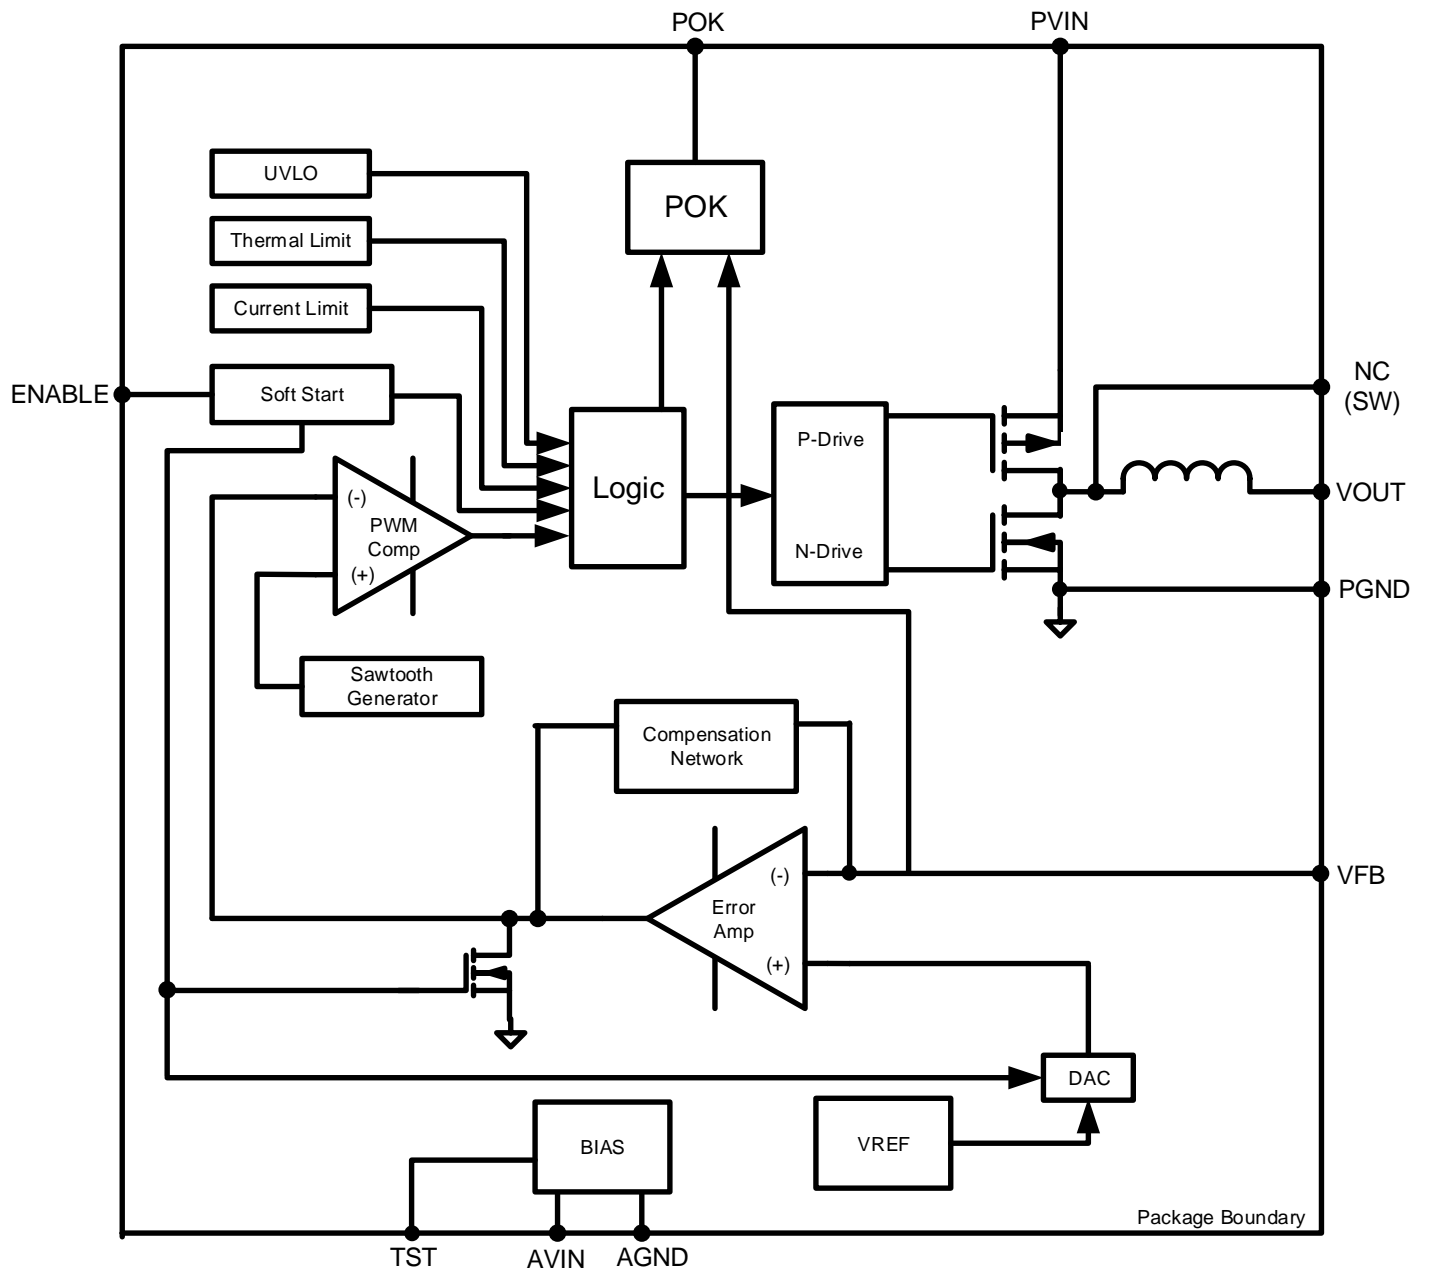 POK
PVIN
UVLO
POK
Thermal Limit
Current Limit
ENABLE
Soft Start
NC
(SW)
P-Drive
Logic
(-)
PWM
Comp
(+)
VOUT
N-Drive
PGND
Sawtooth
Generator
Compensation
Network
(-)
VFB
Error
Amp
(+)
DAC
BIAS
VREF
Package Boundary
TST
AVIN
AGND